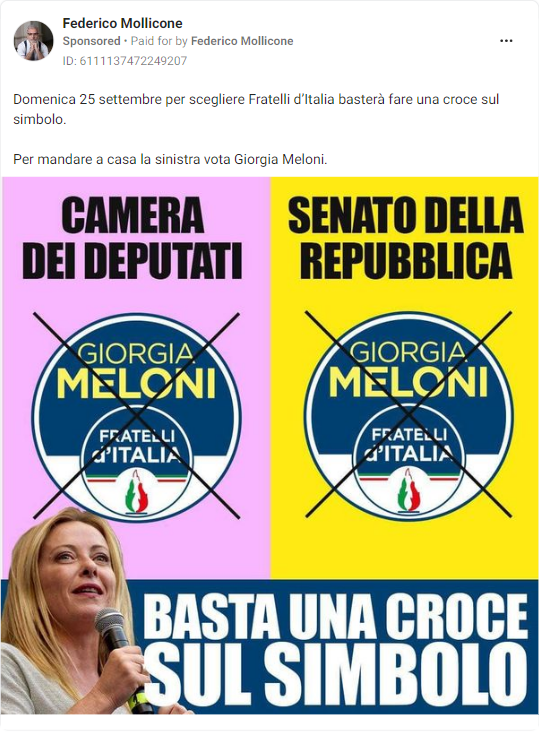 Federico Mollicone
Sponsored • Paid for by Federico Mollicone
ID: 6111137472249207
Domenica 25 settembre per scegliere Fratelli d’Italia basterà fare una croce sul
simbolo.
Per mandare a casa la sinistra vota Giorgia Meloni.
CAMERA
DEI DEPUTATI
GIORGIA
MELONI
FRATELLI
d'ITALIA
SENATO DELLA
REPUBBLICA
GIORGIA
MELONI
FRATELLI
d'ITALIA
BASTA UNA CROCE
SUL SIMBOLO